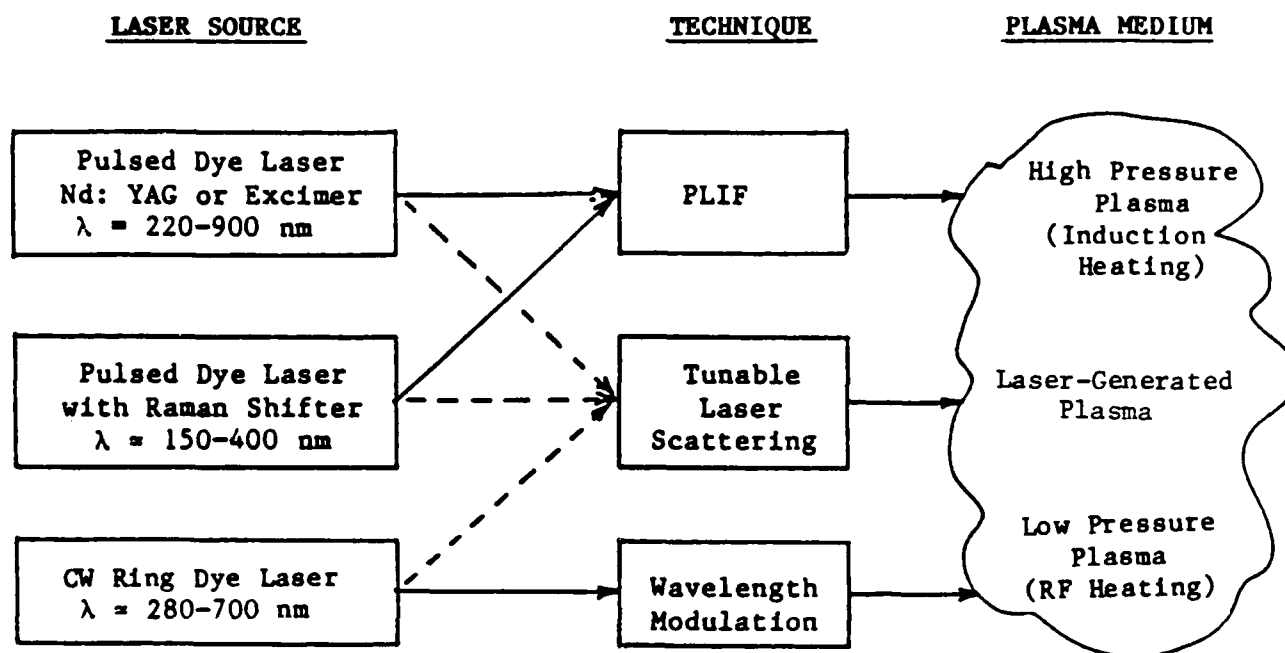 LASER SOURCE
TECHNIQUE
PLASMA MEDIUM
Pulsed Dye Laser
Nd: YAG or Excimer
λ = 220-900 nm
PLIF
High Pressure
Plasma
(Induction
Heating)
Pulsed Dye Laser
with Raman Shifter
λ ≈ 150-400 nm
Tunable
Laser
Scattering
Laser-Generated
Plasma
CW Ring Dye Laser
λ ≈ 280-700 nm
Wavelength
Modulation
Low Pressure
Plasma
(RF Heating)